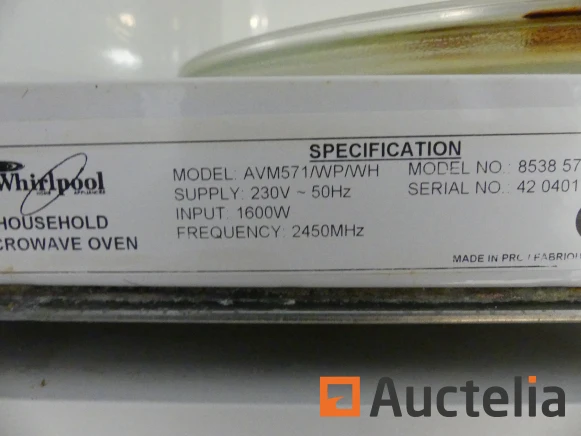 SPECIFICATION
Whirlpool
HOUSEHOLD
CROWAVE OVEN
MODEL: AVM571/WP/WH
SUPPLY: 230V ~ 50Hz
INPUT: 1600W
FREQUENCY: 2450MHz
MODEL NO.: 8538 57
SERIAL NO.: 42 0401
MADE IN PRC / FABRIQU
Auctelia